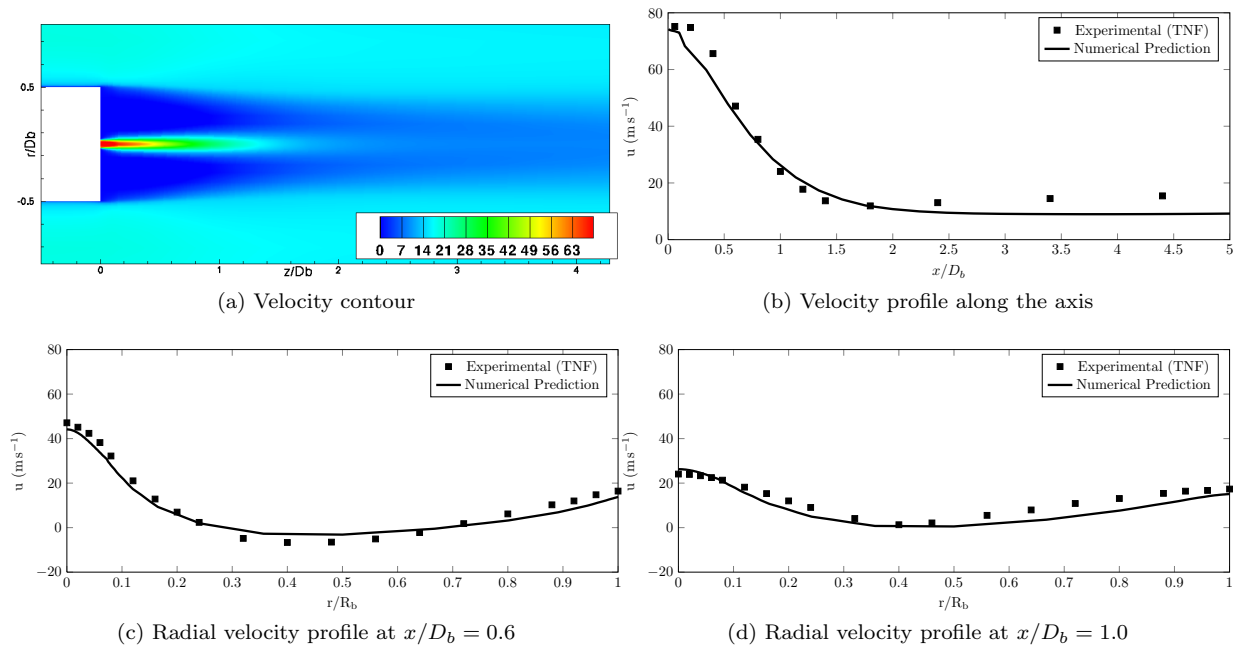 0.5
r/Db
-0.5
0 7 14 21 28 35 42 49 56 63
0 1 2 3 4
z/Db
(a) Velocity contour
80
60
40
20
0
u (m s⁻¹)
Experimental (TNF)
Numerical Prediction
0 0.5 1 1.5 2 2.5 3 3.5 4 4.5 5
x/D_b
(b) Velocity profile along the axis
80
60
40
20
0
−20
u (m s⁻¹)
Experimental (TNF)
Numerical Prediction
0 0.1 0.2 0.3 0.4 0.5 0.6 0.7 0.8 0.9 1
r/R_b
(c) Radial velocity profile at x/D_b = 0.6
80
60
40
20
0
−20
u (m s⁻¹)
Experimental (TNF)
Numerical Prediction
0 0.1 0.2 0.3 0.4 0.5 0.6 0.7 0.8 0.9 1
r/R_b
(d) Radial velocity profile at x/D_b = 1.0